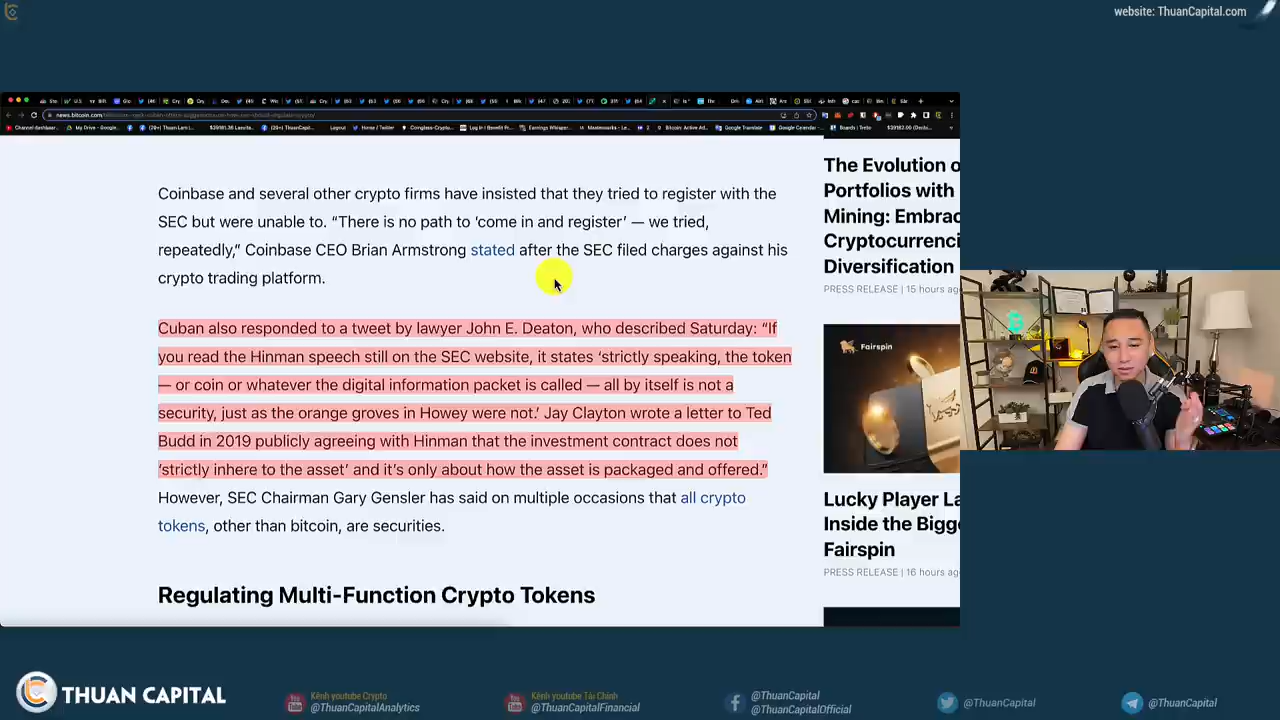 website: ThuanCapital.com
news.bitcoin.com
Coinbase and several other crypto firms have insisted that they tried to register with the
SEC but were unable to. “There is no path to ‘come in and register’ — we tried,
repeatedly,” Coinbase CEO Brian Armstrong stated after the SEC filed charges against his
crypto trading platform.
Cuban also responded to a tweet by lawyer John E. Deaton, who described Saturday: “If
you read the Hinman speech still on the SEC website, it states ‘strictly speaking, the token
— or coin or whatever the digital information packet is called — all by itself is not a
security, just as the orange groves in Howey were not.’ Jay Clayton wrote a letter to Ted
Budd in 2019 publicly agreeing with Hinman that the investment contract does not
‘strictly inhere to the asset’ and it’s only about how the asset is packaged and offered.”
However, SEC Chairman Gary Gensler has said on multiple occasions that all crypto
tokens, other than bitcoin, are securities.
Regulating Multi-Function Crypto Tokens
The Evolution o
Portfolios with
Mining: Embrac
Cryptocurrenci
Diversification
PRESS RELEASE | 15 hours ago
Fairspin
Lucky Player La
Inside the Bigge
Fairspin
PRESS RELEASE | 16 hours ago
THUAN CAPITAL
Kênh youtube Crypto
@ThuanCapitalAnalytics
Kênh youtube Tài Chính
@ThuanCapitalFinancial
@ThuanCapital
@ThuanCapitalOfficial
@ThuanCapital
@ThuanCapital